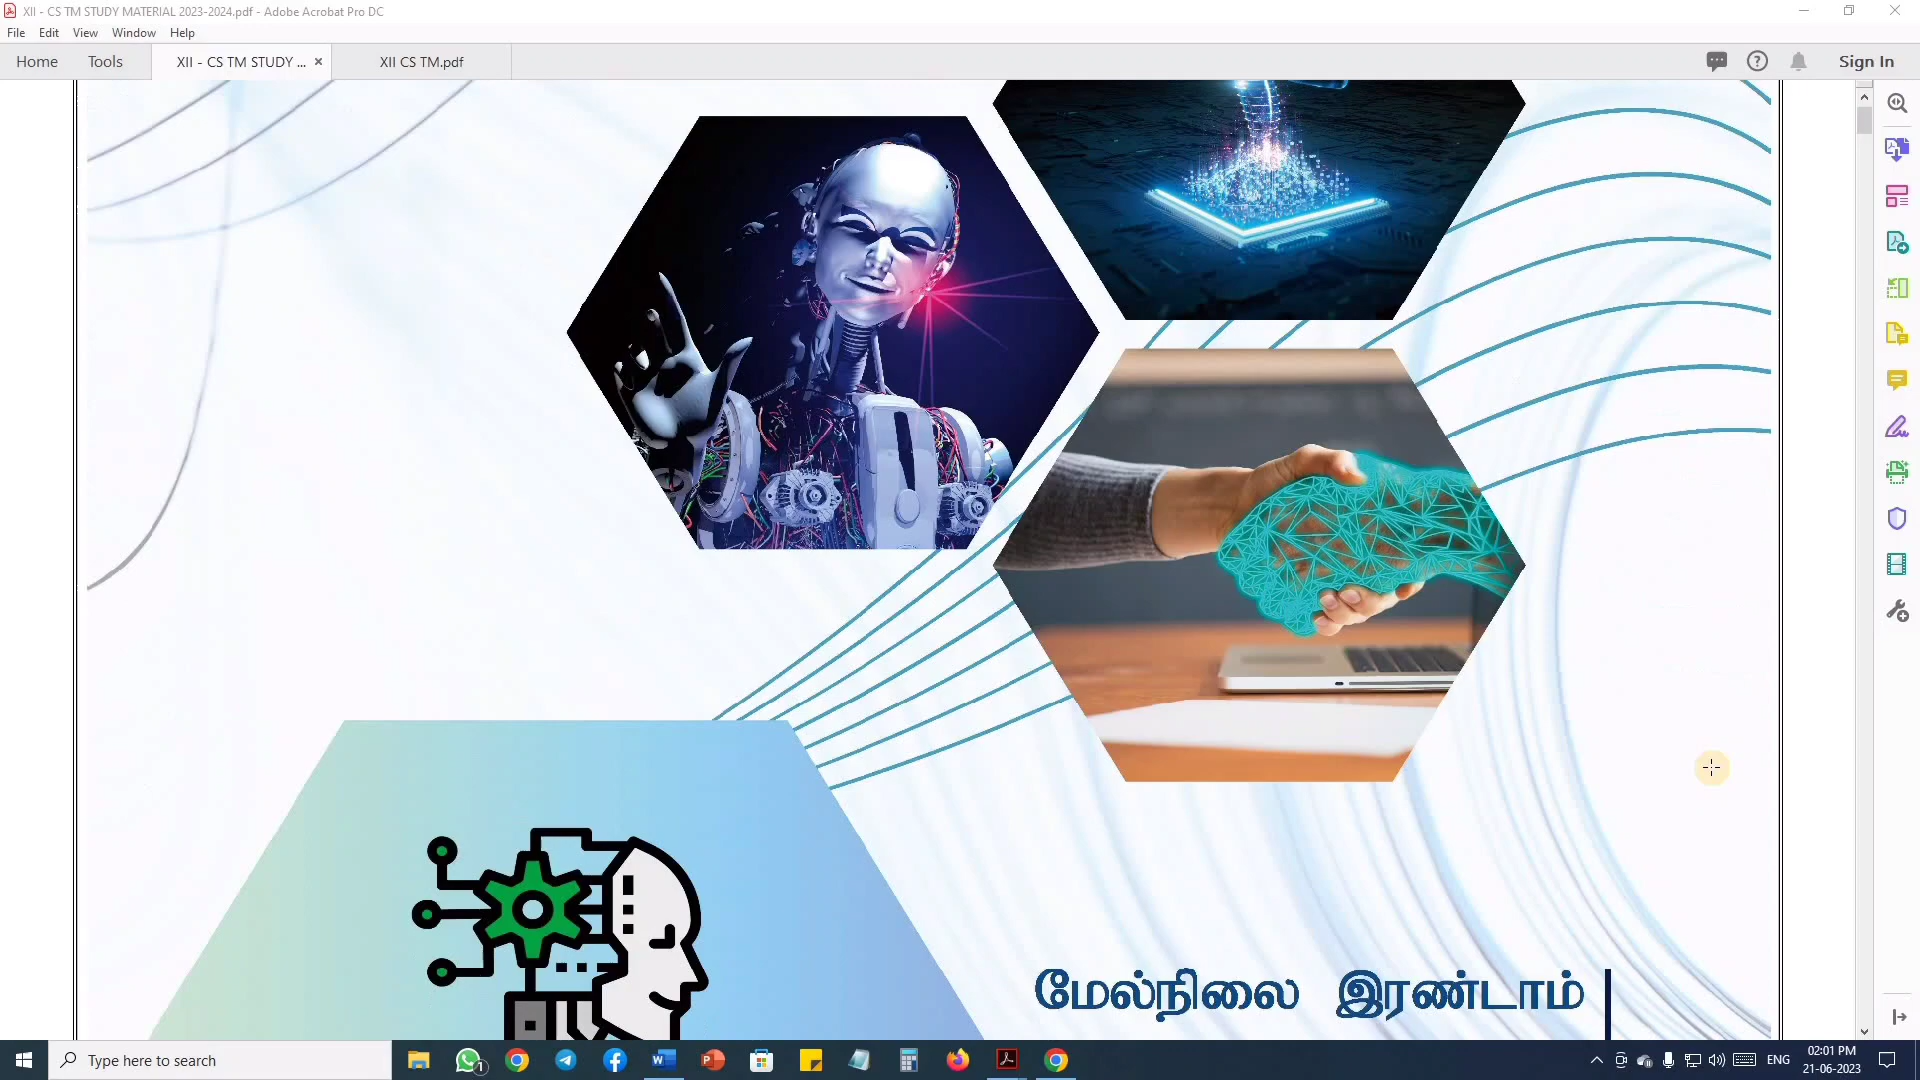 XII - CS TM STUDY MATERIAL 2023-2024.pdf - Adobe Acrobat Pro DC
File Edit View Window Help
Home Tools XII - CS TM STUDY ... × XII CS TM.pdf Sign In
மேல்நிலை இரண்டாம்
Type here to search
1
ENG
02:01 PM
21-06-2023